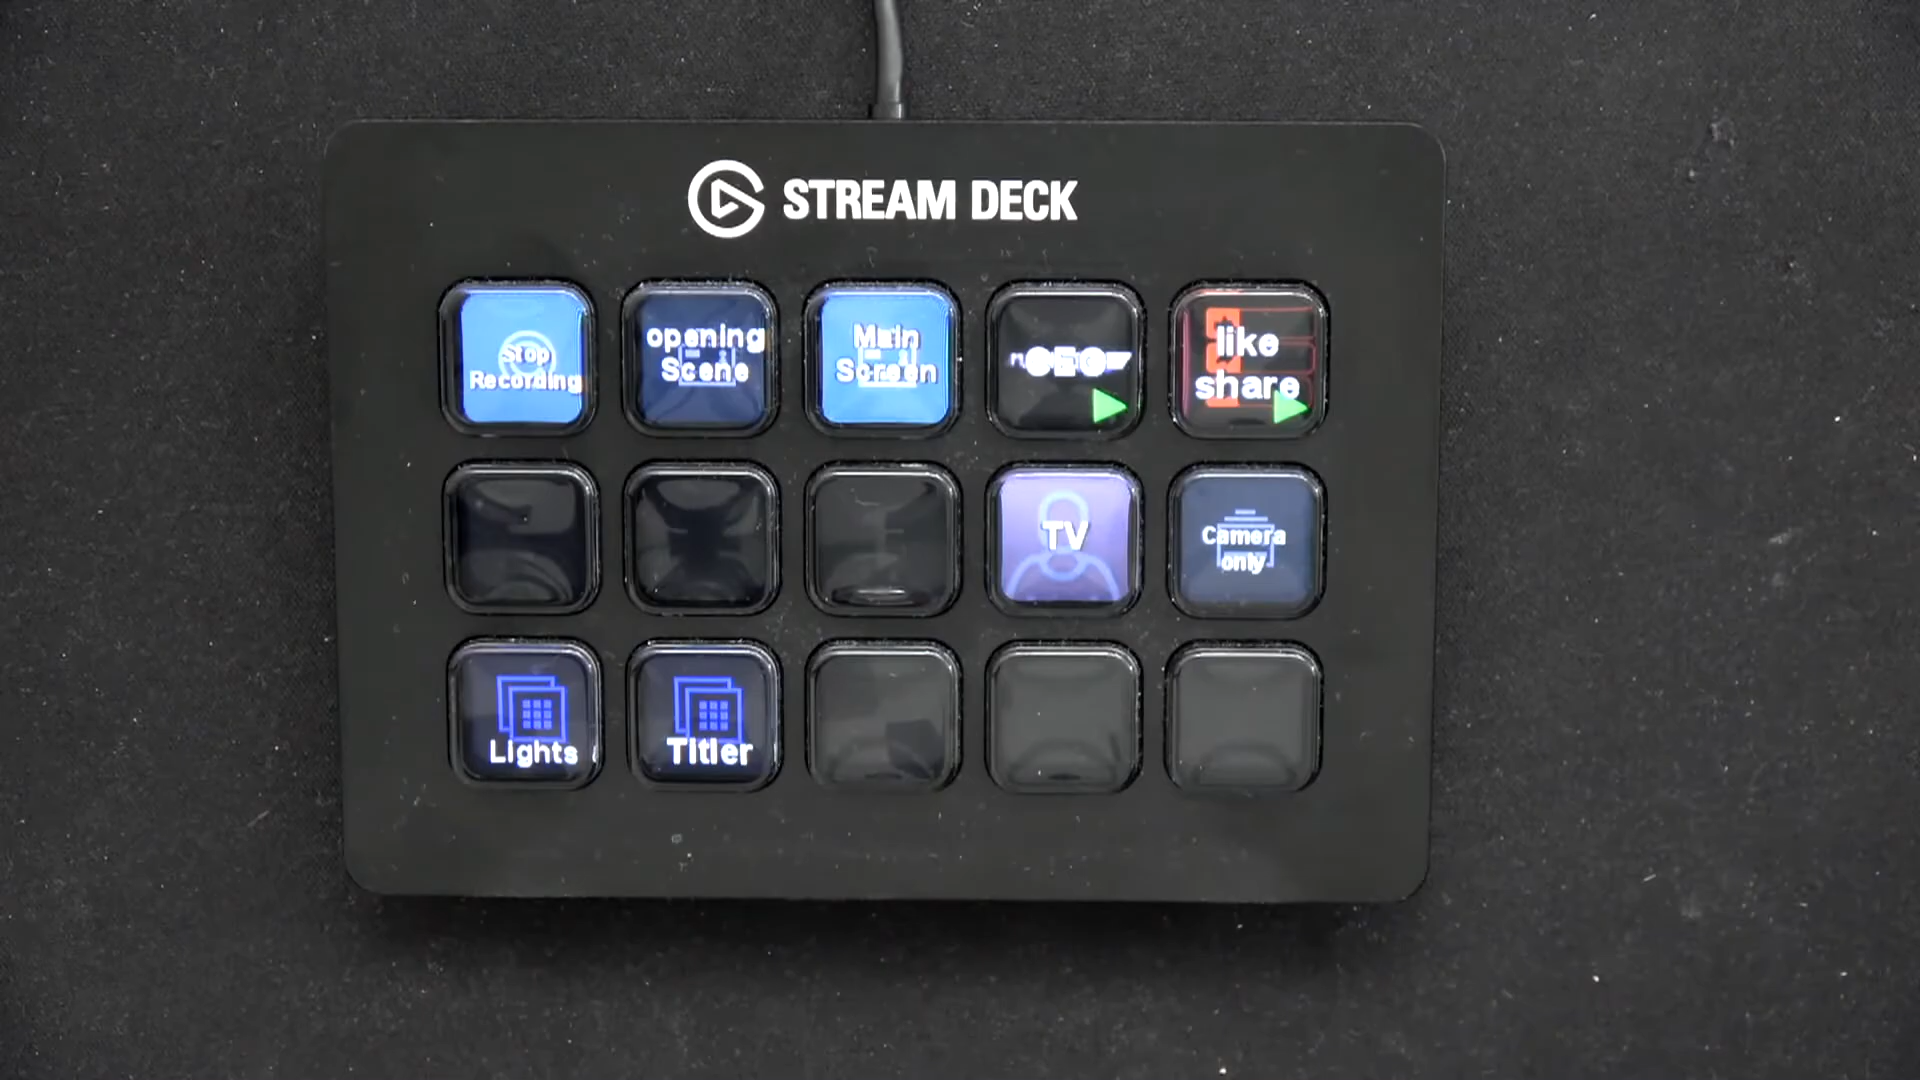 STREAM DECK
Stop
Recording
opening
Scene
Main
Screen
like
share
TV
Camera
only
Lights
Titler